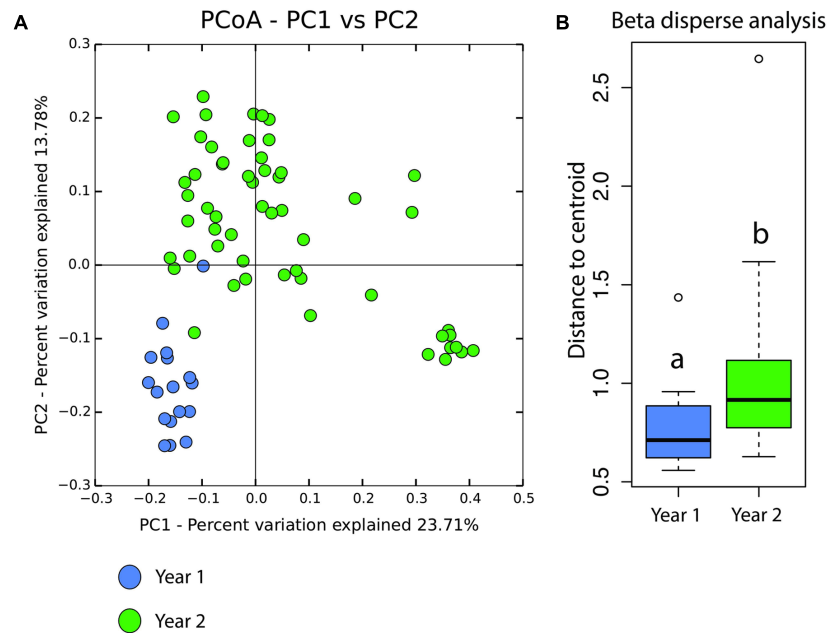 A
PCoA - PC1 vs PC2
PC2 - Percent variation explained 13.78%
0.3
0.2
0.1
0.0
−0.1
−0.2
−0.3
−0.3 −0.2 −0.1 0.0 0.1 0.2 0.3 0.4 0.5
PC1 - Percent variation explained 23.71%
Year 1
Year 2
B
Beta disperse analysis
Distance to centroid
2.5
2.0
1.5
1.0
0.5
a
b
Year 1 Year 2